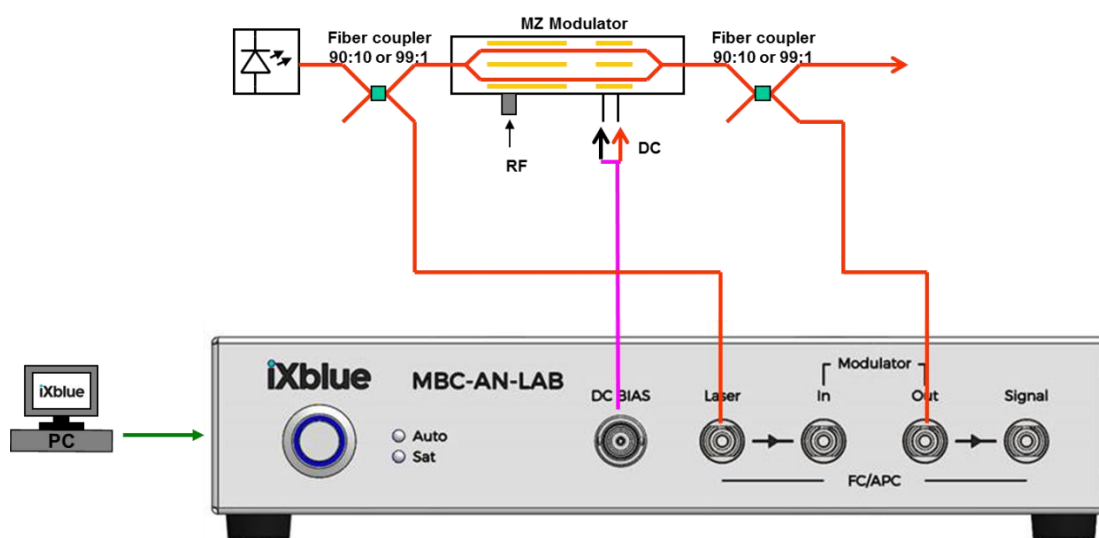 MZ Modulator
Fiber coupler
90:10 or 99:1
Fiber coupler
90:10 or 99:1
RF
DC
iXblue
PC
iXblue
MBC-AN-LAB
Auto
Sat
DC BIAS
Laser
Modulator
In
Out
Signal
FC/APC